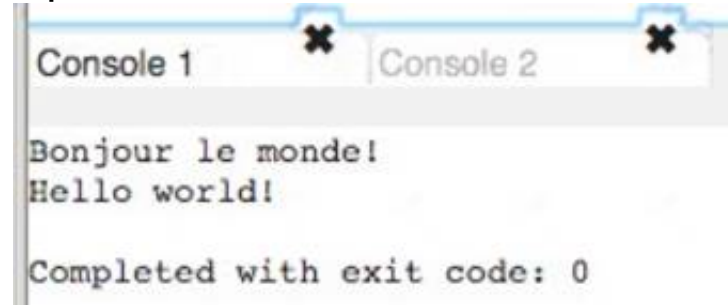 Console 1 Console 2
Bonjour le monde!
Hello world!
Completed with exit code: 0